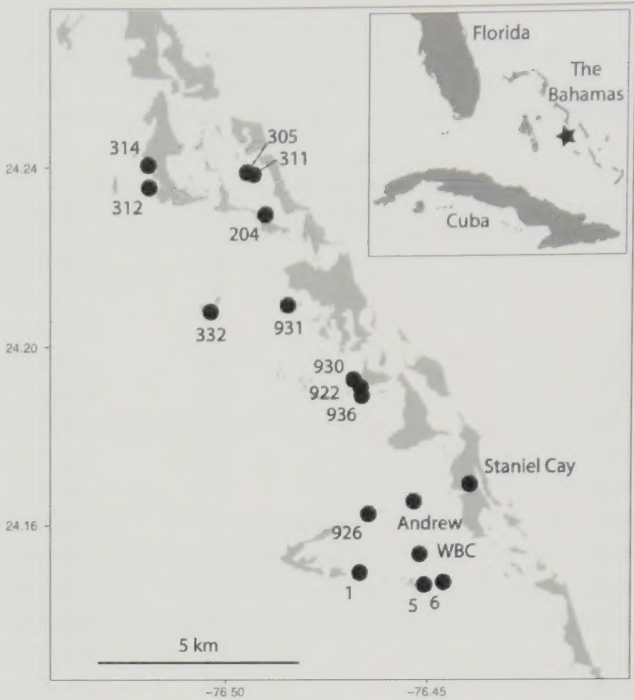 Florida
The
Bahamas
Cuba
24.24
24.20
24.16
314
312
305
311
204
332
931
930
922
936
Staniel Cay
Andrew
926
WBC
1
5
6
5 km
−76.50
−76.45